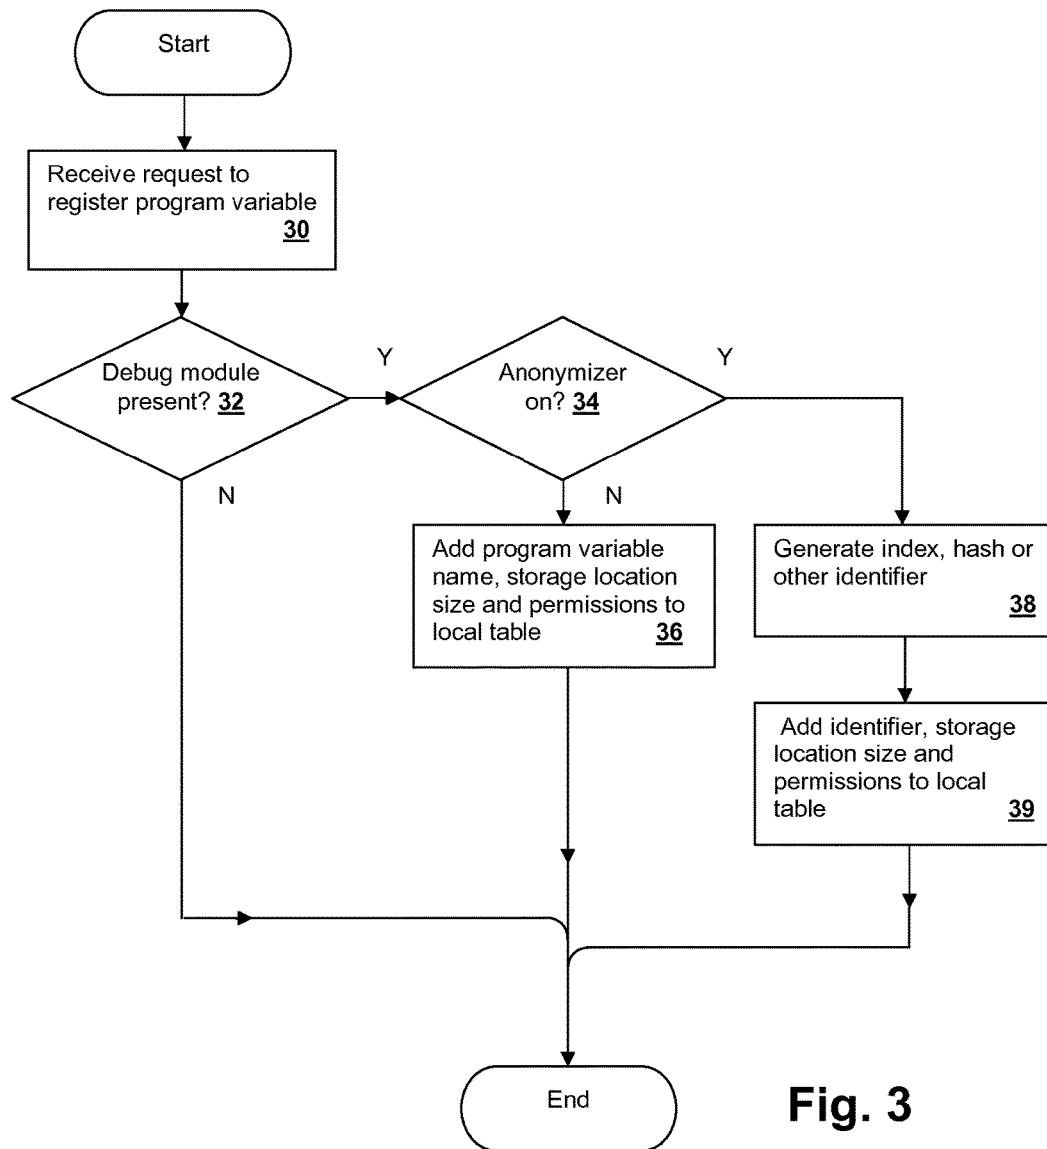 Start
Receive request to
register program variable
30
Debug module
present? 32
Y
N
Anonymizer
on? 34
Y
N
Add program variable
name, storage location
size and permissions to
local table 36
Generate index, hash or
other identifier
38
Add identifier, storage
location size and
permissions to local
table 39
End
Fig. 3